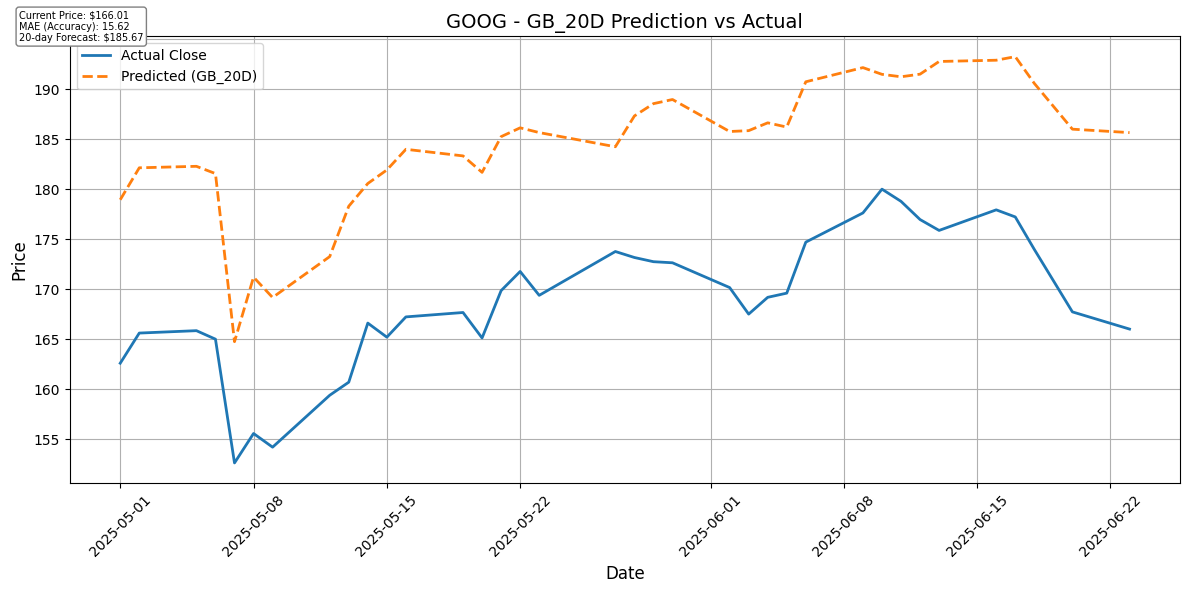 Current Price: $166.01
MAE (Accuracy): 15.62
20-day Forecast: $185.67
GOOG - GB_20D Prediction vs Actual
Actual Close
Predicted (GB_20D)
Price
190
185
180
175
170
165
160
155
2025-05-01
2025-05-08
2025-05-15
2025-05-22
2025-06-01
2025-06-08
2025-06-15
2025-06-22
Date